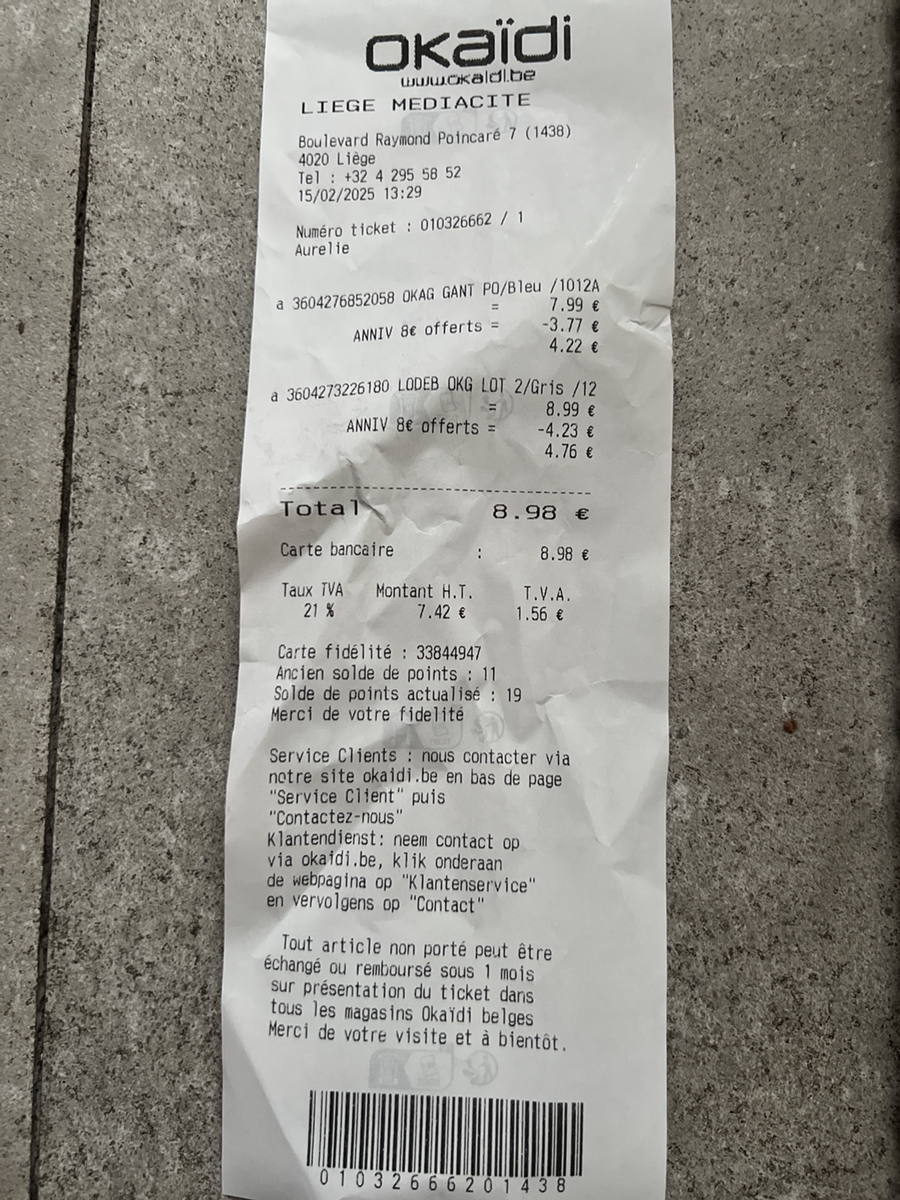 okaïdi
www.okaidi.be
LIEGE MEDIACITE
Boulevard Raymond Poincaré 7 (1438)
4020 Liège
Tel : +32 4 295 58 52
15/02/2025 13:29
Numéro ticket : 010326662 / 1
Aurelie
a 3604276852058 OKAG GANT PO/Bleu /1012A
= 7.99 €
ANNIV 8€ offerts = -3.77 €
4.22 €
a 3604273226180 LODEB OKG LOT 2/Gris /12
= 8.99 €
ANNIV 8€ offerts = -4.23 €
4.76 €
Total 8.98 €
Carte bancaire : 8.98 €
Taux TVA Montant H.T. T.V.A.
21 % 7.42 € 1.56 €
Carte fidélité : 33844947
Ancien solde de points : 11
Solde de points actualisé : 19
Merci de votre fidelité
Service Clients : nous contacter via
notre site okaidi.be en bas de page
"Service Client" puis
"Contactez-nous"
Klantendienst: neem contact op
via okaidi.be, klik onderaan
de webpagina op "Klantenservice"
en vervolgens op "Contact"
Tout article non porté peut être
échangé ou remboursé sous 1 mois
sur présentation du ticket dans
tous les magasins Okaïdi belges
Merci de votre visite et à bientôt.
01032666201438